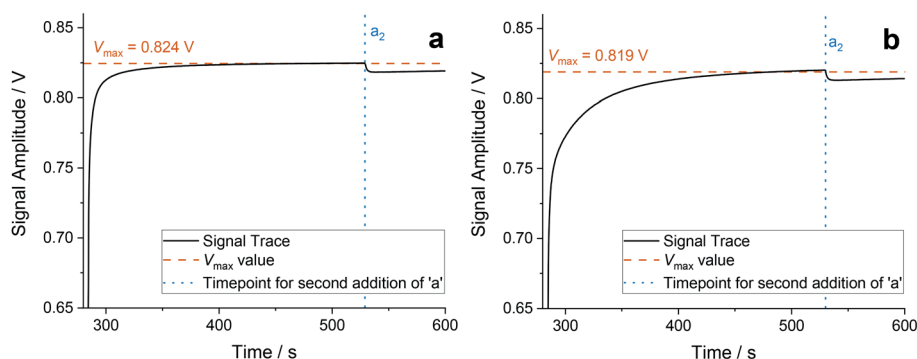 a
V_max = 0.824 V
a₂
Signal Amplitude / V
0.85
0.80
0.75
0.70
0.65
Signal Trace
V_max value
Timepoint for second addition of 'a'
300
400
500
600
Time / s
b
V_max = 0.819 V
a₂
Signal Amplitude / V
0.85
0.80
0.75
0.70
0.65
Signal Trace
V_max value
Timepoint for second addition of 'a'
300
400
500
600
Time / s